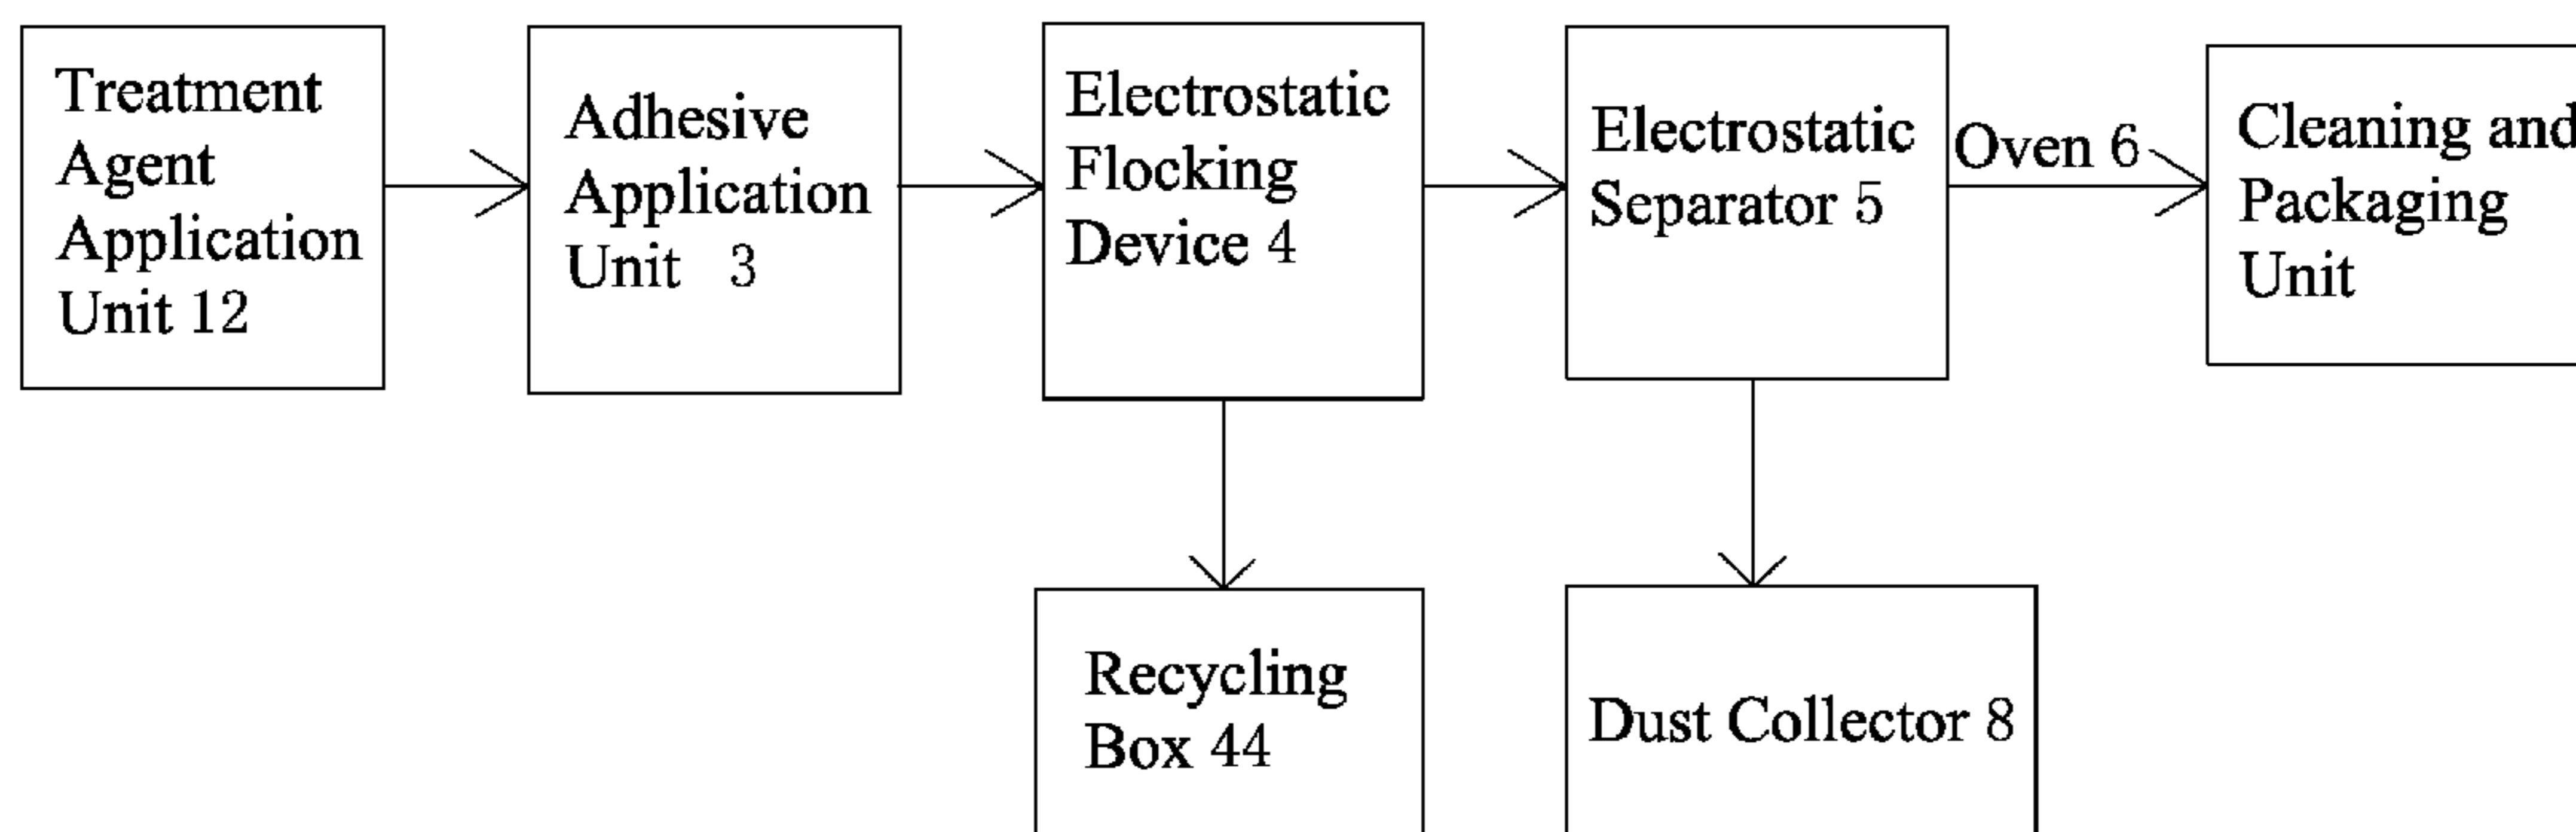 Treatment
Agent
Application
Unit 12
Adhesive
Application
Unit 3
Electrostatic
Flocking
Device 4
Electrostatic
Separator 5
Oven 6
Cleaning and
Packaging
Unit
Recycling
Box 44
Dust Collector 8